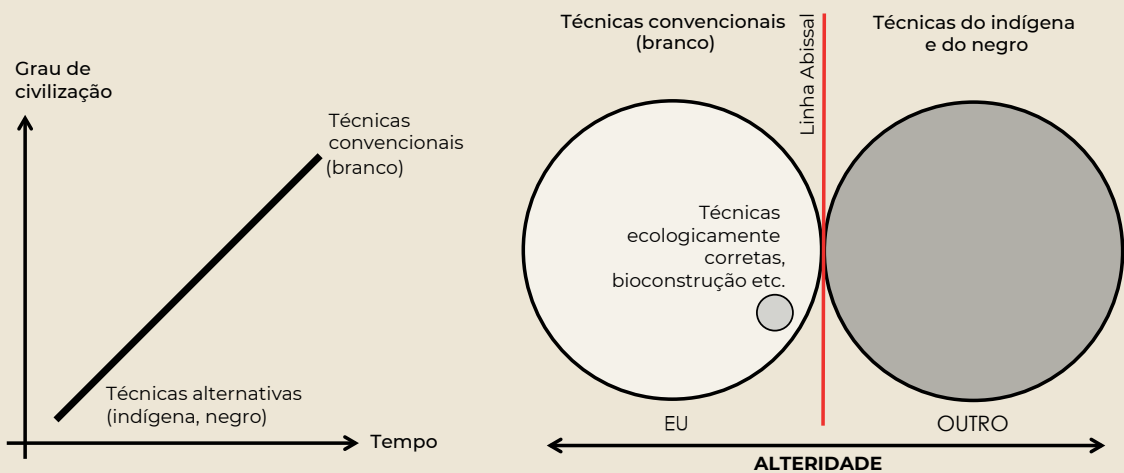 Grau de
civilização
Técnicas
convencionais
(branco)
Técnicas alternativas
(indígena, negro)
Tempo
Técnicas convencionais
(branco)
Linha Abissal
Técnicas do indígena
e do negro
Técnicas
ecologicamente
corretas,
bioconstrução etc.
EU
OUTRO
ALTERIDADE